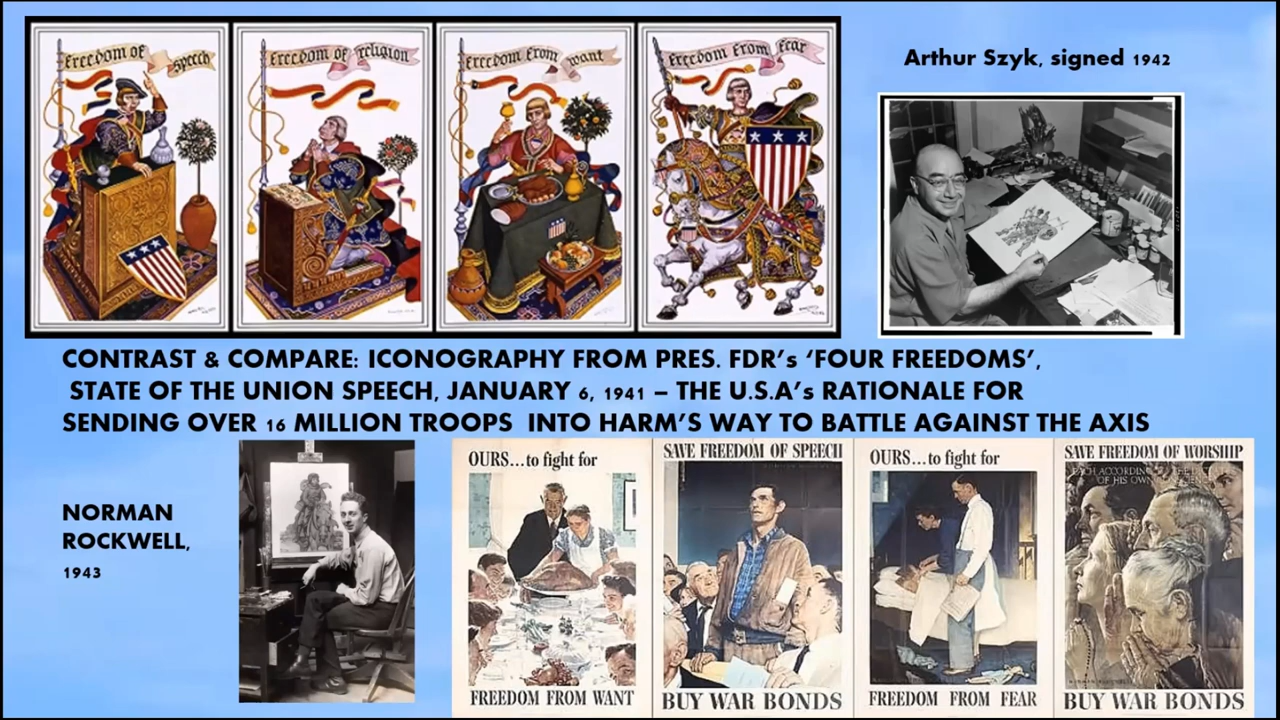 Freedom of Speech
Freedom of religion
Freedom from want
Freedom from fear
Arthur Szyk, signed 1942
CONTRAST & COMPARE: ICONOGRAPHY FROM PRES. FDR's 'FOUR FREEDOMS',
STATE OF THE UNION SPEECH, JANUARY 6, 1941 – THE U.S.A's RATIONALE FOR
SENDING OVER 16 MILLION TROOPS INTO HARM'S WAY TO BATTLE AGAINST THE AXIS
NORMAN
ROCKWELL,
1943
OURS...to fight for
FREEDOM FROM WANT
SAVE FREEDOM OF SPEECH
BUY WAR BONDS
OURS...to fight for
FREEDOM FROM FEAR
SAVE FREEDOM OF WORSHIP
EACH ACCORDING TO THE DICTATES
OF HIS OWN CONSCIENCE
BUY WAR BONDS